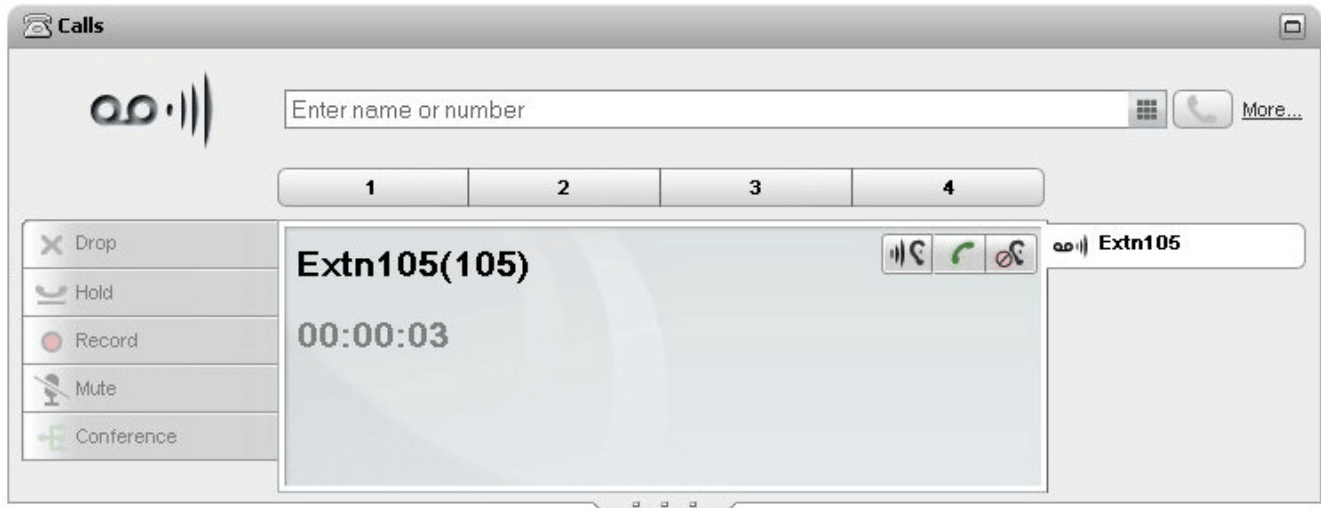 Calls
Enter name or number
More...
1 2 3 4
Drop
Hold
Record
Mute
Conference
Extn105(105)
00:00:03
Extn105